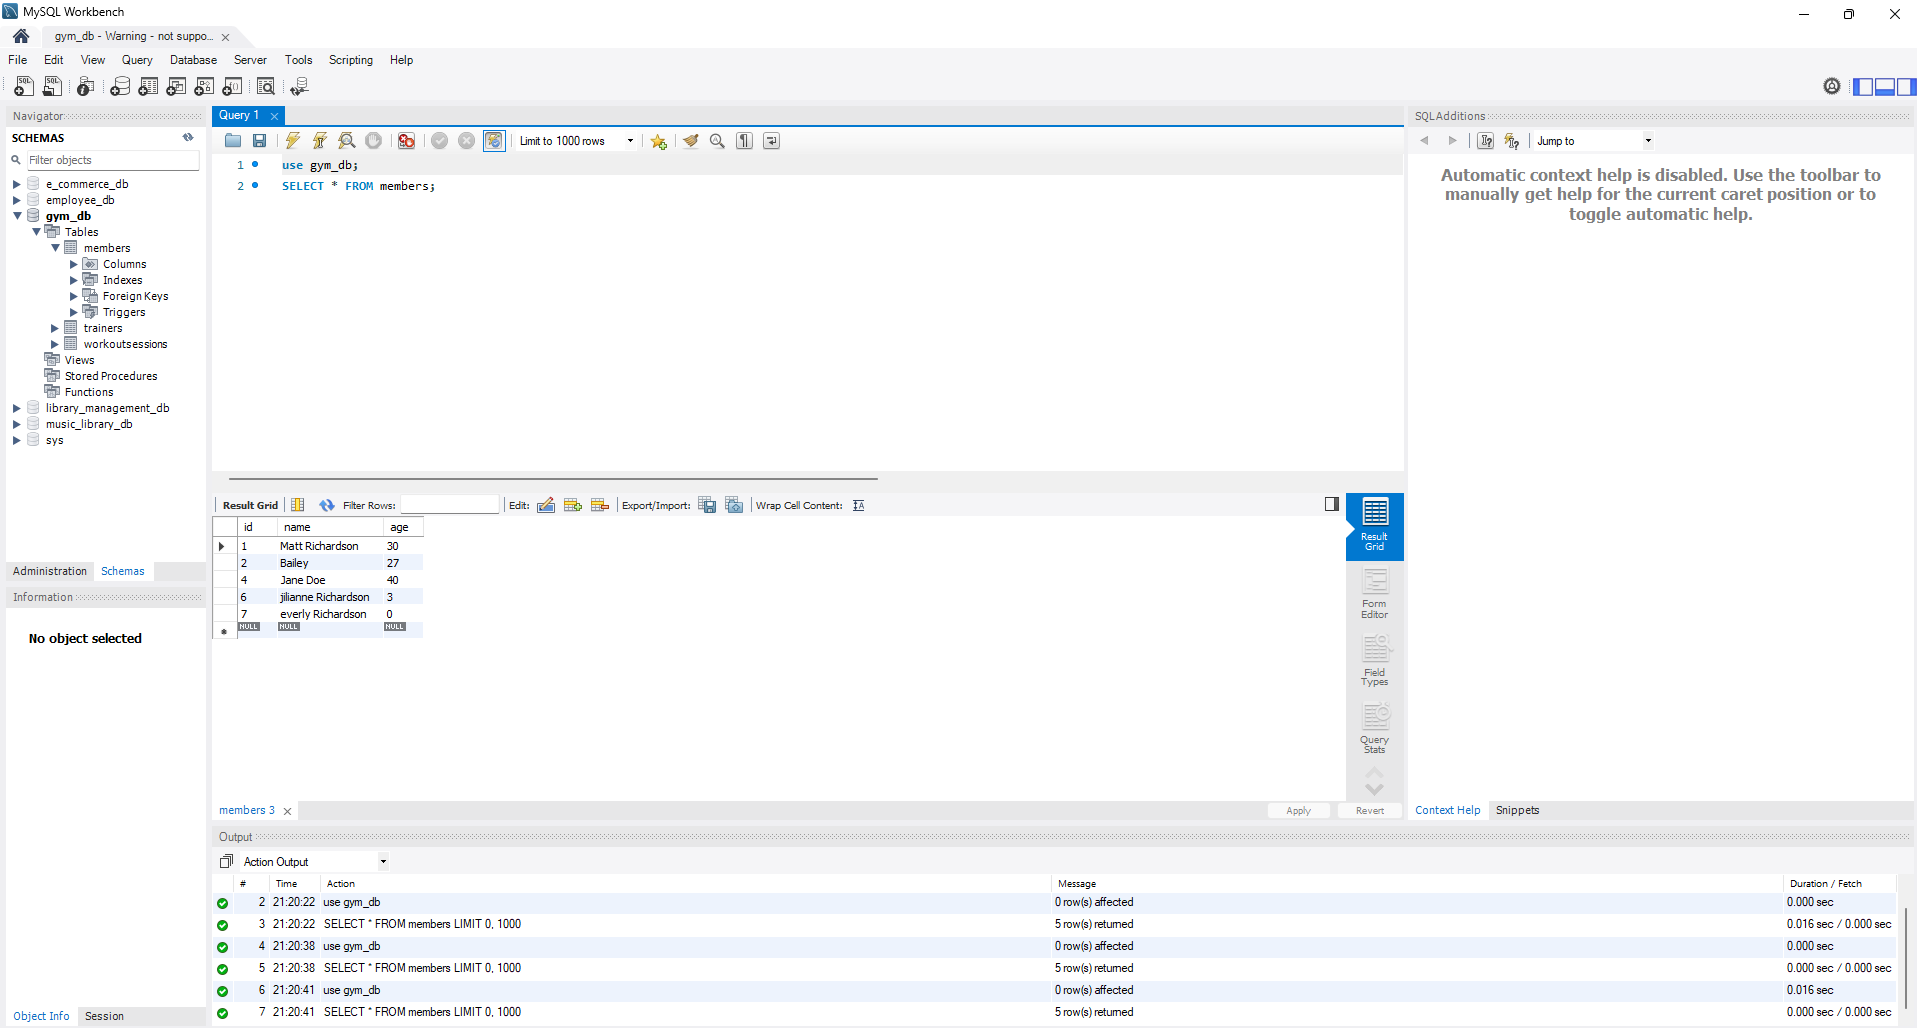 MySQL Workbench
gym_db - Warning - not suppo...
File Edit View Query Database Server Tools Scripting Help
Navigator
SCHEMAS
Filter objects
e_commerce_db
employee_db
gym_db
Tables
members
Columns
Indexes
Foreign Keys
Triggers
trainers
workoutsessions
Views
Stored Procedures
Functions
library_management_db
music_library_db
sys
Administration Schemas
Information
No object selected
Object Info Session
Query 1
Limit to 1000 rows
1 use gym_db;
2 SELECT * FROM members;
Result Grid Filter Rows: Edit: Export/Import: Wrap Cell Content:
id name age
1 Matt Richardson 30
2 Bailey 27
4 Jane Doe 40
6 jilianne Richardson 3
7 everly Richardson 0
NULL NULL NULL
Result
Grid
Form
Editor
Field
Types
Query
Stats
members 3
Apply Revert
SQLAdditions
Jump to
Automatic context help is disabled. Use the toolbar to
manually get help for the current caret position or to
toggle automatic help.
Context Help Snippets
Output
Action Output
# Time Action Message Duration / Fetch
2 21:20:22 use gym_db 0 row(s) affected 0.000 sec
3 21:20:22 SELECT * FROM members LIMIT 0, 1000 5 row(s) returned 0.016 sec / 0.000 sec
4 21:20:38 use gym_db 0 row(s) affected 0.000 sec
5 21:20:38 SELECT * FROM members LIMIT 0, 1000 5 row(s) returned 0.000 sec / 0.000 sec
6 21:20:41 use gym_db 0 row(s) affected 0.016 sec
7 21:20:41 SELECT * FROM members LIMIT 0, 1000 5 row(s) returned 0.000 sec / 0.000 sec